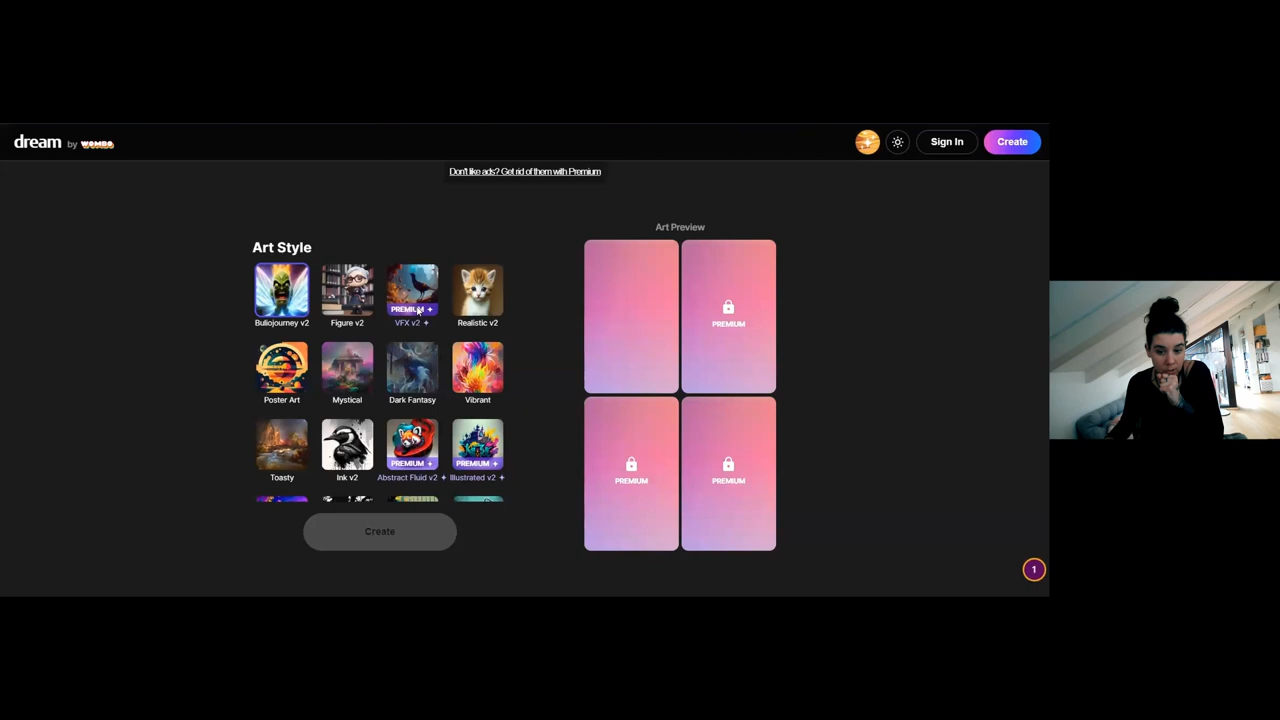 dream by WOMBO
Sign In
Create
Don't like ads? Get rid of them with Premium
Art Style
Art Preview
PREMIUM
Buliojourney v2
Figure v2
VFX v2
Realistic v2
PREMIUM
Poster Art
Mystical
Dark Fantasy
Vibrant
PREMIUM
PREMIUM
Toasty
Ink v2
Abstract Fluid v2
Illustrated v2
PREMIUM
PREMIUM
Create
1